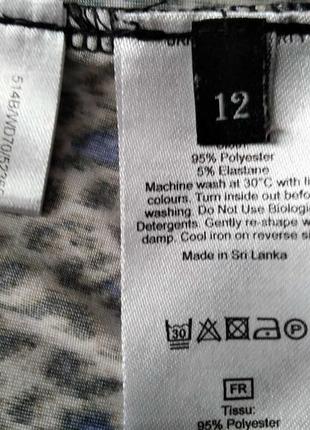 12
95% Polyester
5% Elastane
Machine wash at 30°C with
colours. Turn inside out
washing. Do Not Use
Detergents. Gently re-shape
damp. Cool iron on reverse
Made in Sri Lanka
30
P
FR
Tissu:
95% Polyester